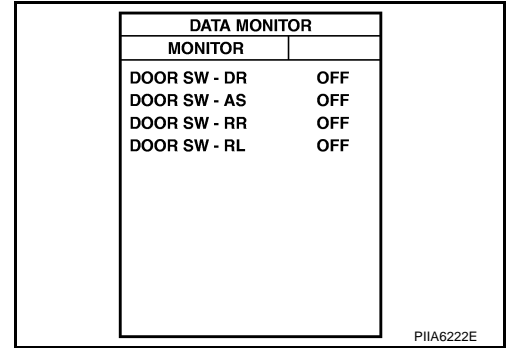 DATA MONITOR
MONITOR
DOOR SW - DR OFF
DOOR SW - AS OFF
DOOR SW - RR OFF
DOOR SW - RL OFF
PIIA6222E